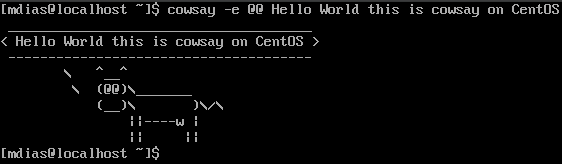 [mdias@localhost ~]$ cowsay -e @@ Hello World this is cowsay on CentOS
 ______________________________________
< Hello World this is cowsay on CentOS >
 --------------------------------------
        \   ^__^
         \  (@@)\_______
            (__)\       )\/\
                ||----w |
                ||     ||
[mdias@localhost ~]$